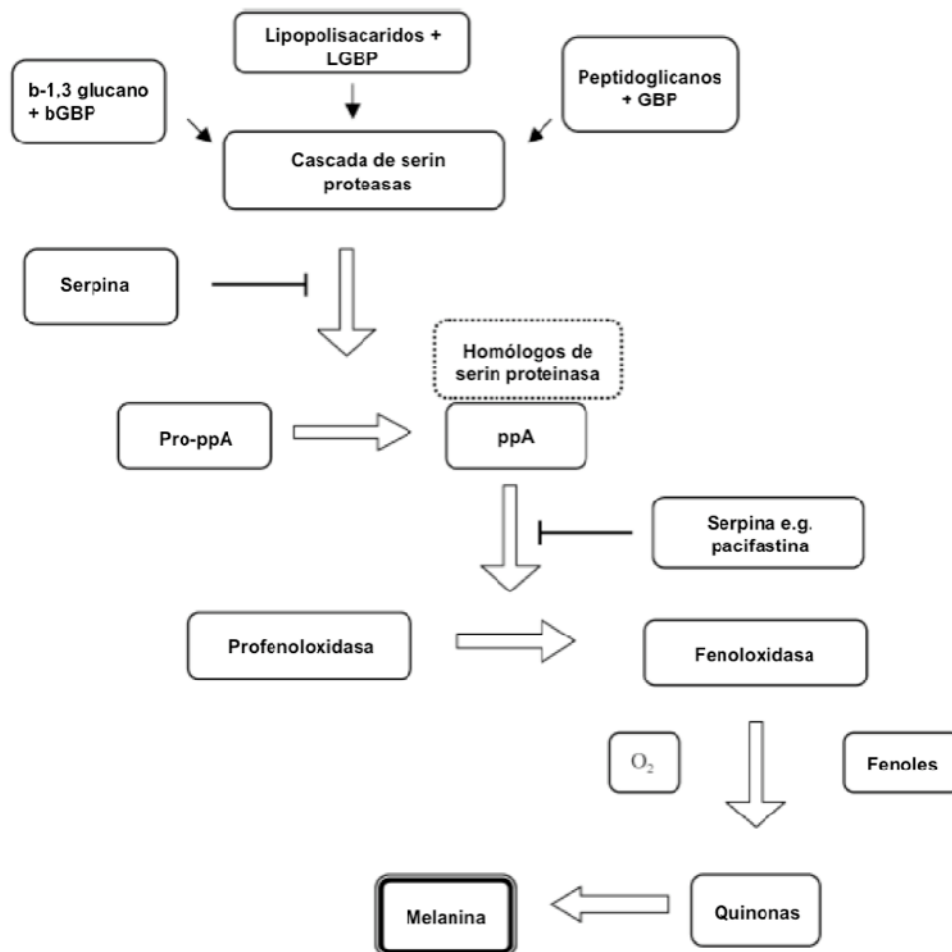 Lipopolisacaridos +
LGBP
b-1,3 glucano
+ bGBP
Peptidoglicanos
+ GBP
Cascada de serin
proteasas
Serpina
Homólogos de
serin proteinasa
Pro-ppA
ppA
Serpina e.g.
pacifastina
Profenoloxidasa
Fenoloxidasa
O₂
Fenoles
Melanina
Quinonas